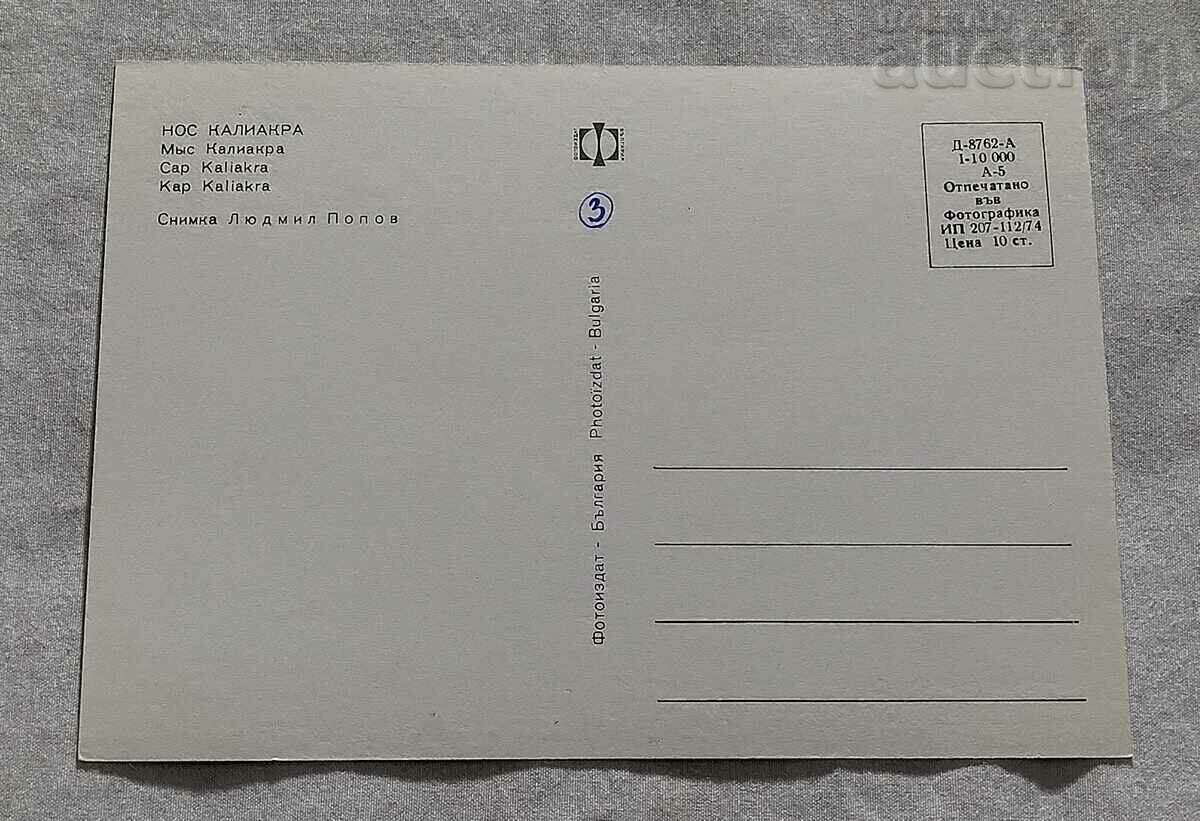 НОС КАЛИАКРА
Мыс Калиакра
Cap Kaliakra
Kap Kaliakra
Снимка Людмил Попов
3
Фотоиздат - България Photoizdat - Bulgaria
Д-8762-А
1-10 000
А-5
Отпечатано
във
Фотографика
ИП 207-112/74
Цена 10 ст.